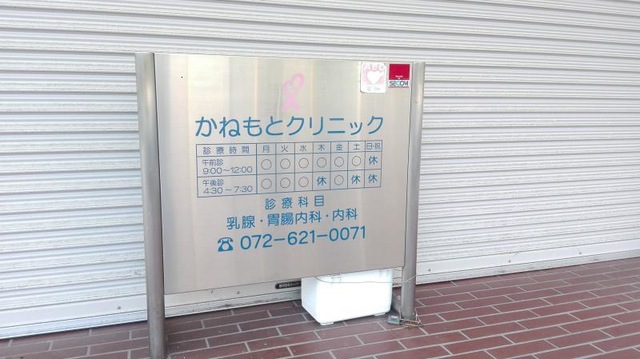 かねもとクリニック
診療時間 月 火 水 木 金 土 日・祝
午前診 9:00～12:00 ○ ○ ○ ○ ○ ○ 休
午後診 4:30～7:30 ○ ○ ○ 休 ○ 休 休
診療科目
乳腺・胃腸内科・内科
☎ 072-621-0071
SECOM